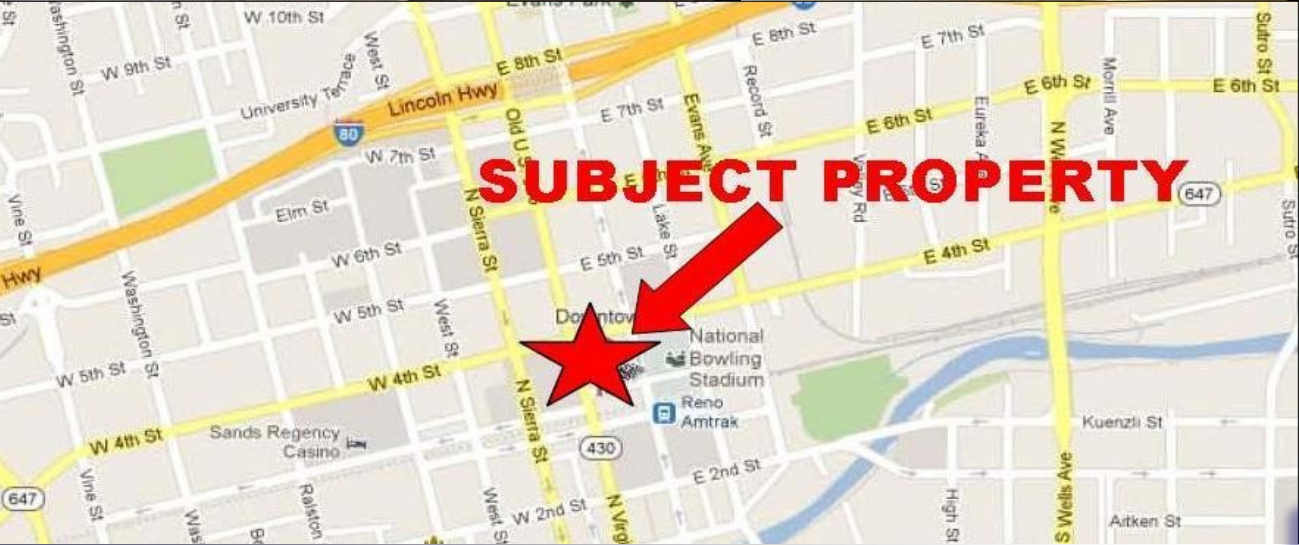 W 10th St
Evans Park
E 8th St
E 7th St
Sutro St
W 9th St
Washington St
West St
E 8th St
University Terrace
Lincoln Hwy
Record St
Morrill Ave
E 6th St
E 6th St
80
E 7th St
Evans Ave
E 6th St
Eureka
Old U S
W 7th St
SUBJECT PROPERTY
647
Vine St
Elm St
N Sierra St
Lake St
Sutro St
W 6th St
E 5th St
E 4th St
Hwy
Washington St
W 5th St
West St
National
Bowling
Stadium
W 5th St
W 4th St
N Sierra St
Reno
Amtrak
W 4th St
Sands Regency
Casino
430
Kuenzli St
E 2nd St
647
Vine St
Ralston
West St
W 2nd St
N Virgi
High St
S Wells Ave
Aitken St